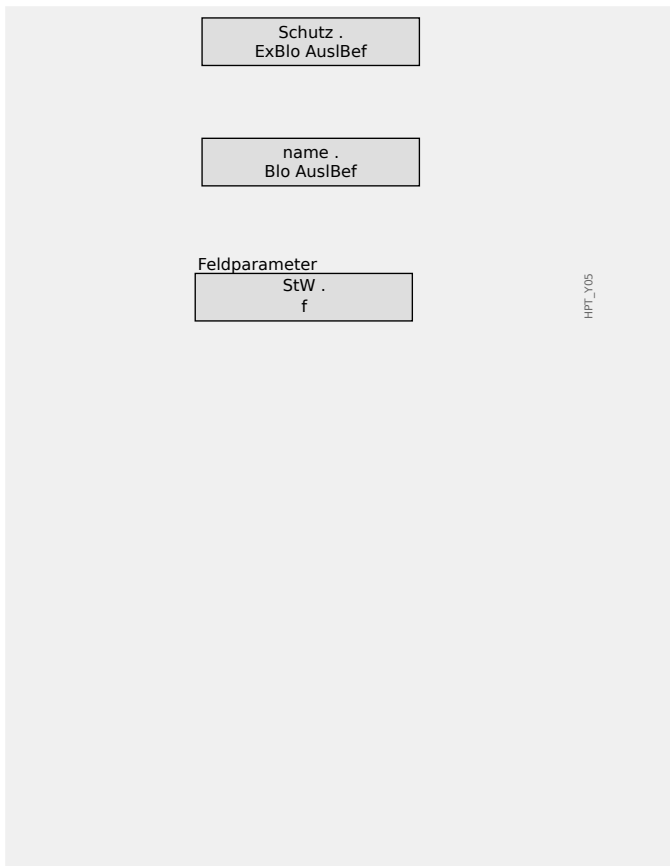 Schutz .
ExBlo AuslBef
name .
Blo AuslBef
Feldparameter
StW .
f
HPT_Y05